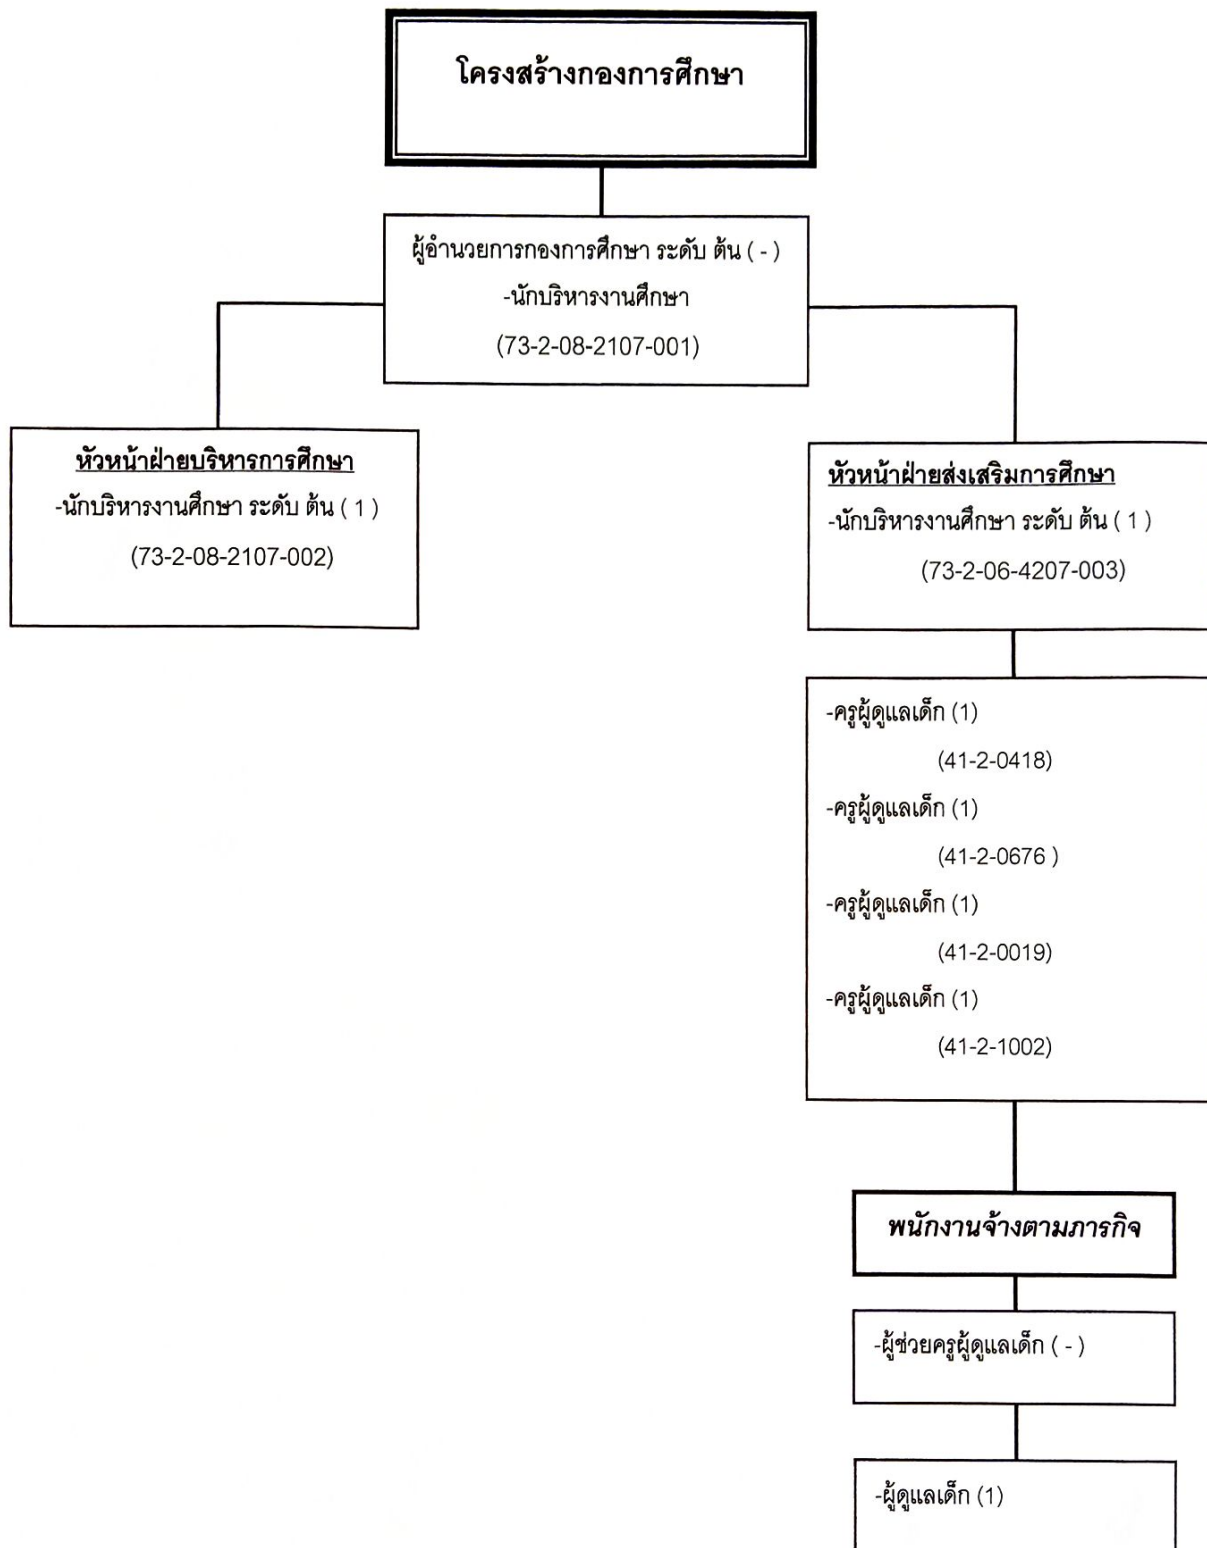 โครงสร้างกองการศึกษา
ผู้อำนวยการกองการศึกษา ระดับ ต้น ( - )
-นักบริหารงานศึกษา
(73-2-08-2107-001)
หัวหน้าฝ่ายบริหารการศึกษา
-นักบริหารงานศึกษา ระดับ ต้น ( 1 )
(73-2-08-2107-002)
หัวหน้าฝ่ายส่งเสริมการศึกษา
-นักบริหารงานศึกษา ระดับ ต้น ( 1 )
(73-2-06-4207-003)
-ครูผู้ดูแลเด็ก (1)
(41-2-0418)
-ครูผู้ดูแลเด็ก (1)
(41-2-0676 )
-ครูผู้ดูแลเด็ก (1)
(41-2-0019)
-ครูผู้ดูแลเด็ก (1)
(41-2-1002)
พนักงานจ้างตามภารกิจ
-ผู้ช่วยครูผู้ดูแลเด็ก ( - )
-ผู้ดูแลเด็ก (1)